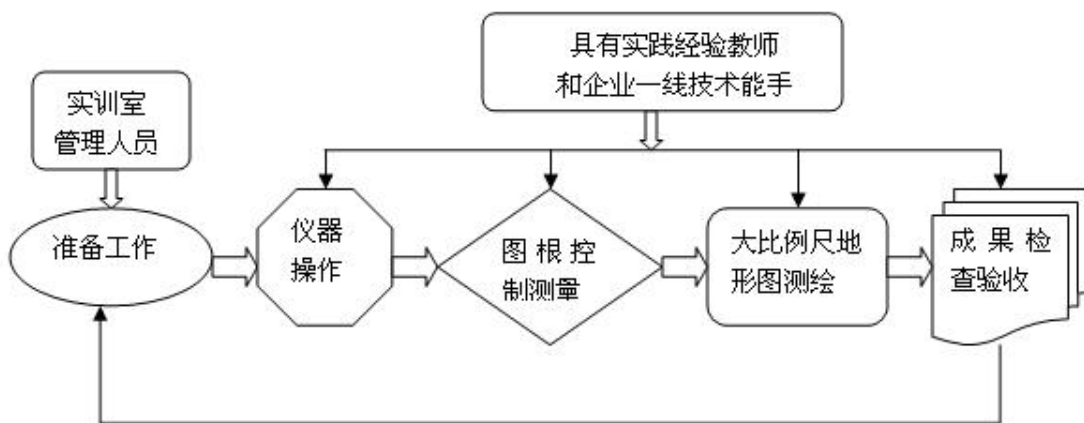 具有实践经验教师
和企业一线技术能手
实训室
管理人员
准备工作
仪器
操作
图根控
制测量
大比例尺地
形图测绘
成果检
查验收